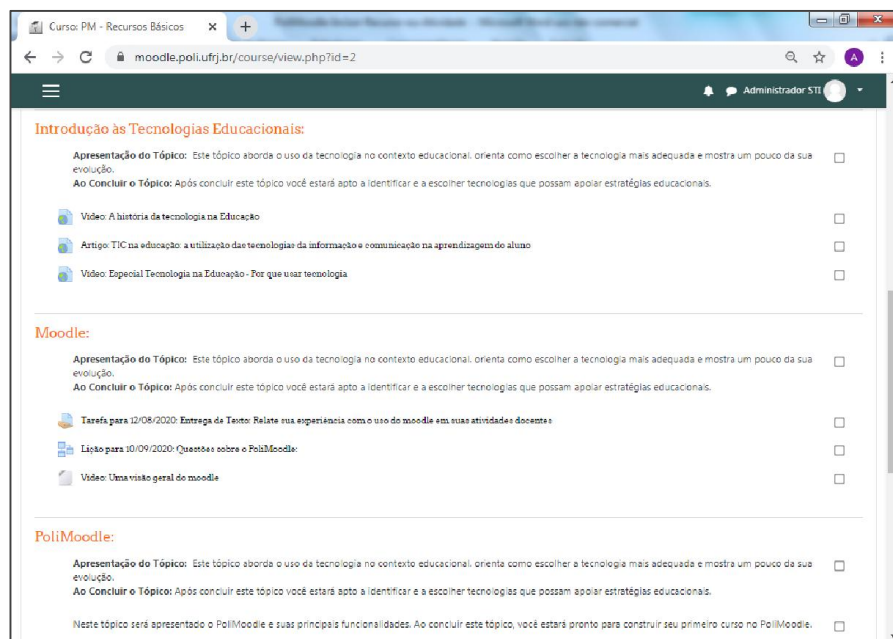 Curso: PM - Recursos Básicos
moodle.poli.ufrj.br/course/view.php?id=2
A
Administrador STI
Introdução às Tecnologias Educacionais:
Apresentação do Tópico: Este tópico aborda o uso da tecnologia no contexto educacional, orienta como escolher a tecnologia mais adequada e mostra um pouco da sua
evolução.
Ao Concluir o Tópico: Após concluir este tópico você estará apto a identificar e a escolher tecnologias que possam apoiar estratégias educacionais.
Vídeo: A história da tecnologia na Educação
Artigo: TIC na educação: a utilização das tecnologias da informação e comunicação na aprendizagem do aluno
Vídeo: Especial Tecnologia na Educação - Por que usar tecnologia
Moodle:
Apresentação do Tópico: Este tópico aborda o uso da tecnologia no contexto educacional, orienta como escolher a tecnologia mais adequada e mostra um pouco da sua
evolução.
Ao Concluir o Tópico: Após concluir este tópico você estará apto a identificar e a escolher tecnologias que possam apoiar estratégias educacionais.
Tarefa para 12/08/2020: Entrega de Texto: Relate sua experiência com o uso do moodle em suas atividades docentes
Lição para 10/09/2020: Questões sobre o PoliMoodle:
Vídeo: Uma visão geral do moodle
PoliMoodle:
Apresentação do Tópico: Este tópico aborda o uso da tecnologia no contexto educacional, orienta como escolher a tecnologia mais adequada e mostra um pouco da sua
evolução.
Ao Concluir o Tópico: Após concluir este tópico você estará apto a identificar e a escolher tecnologias que possam apoiar estratégias educacionais.
Neste tópico será apresentado o PoliMoodle e suas principais funcionalidades. Ao concluir este tópico, você estará pronto para construir seu primeiro curso no PoliMoodle.